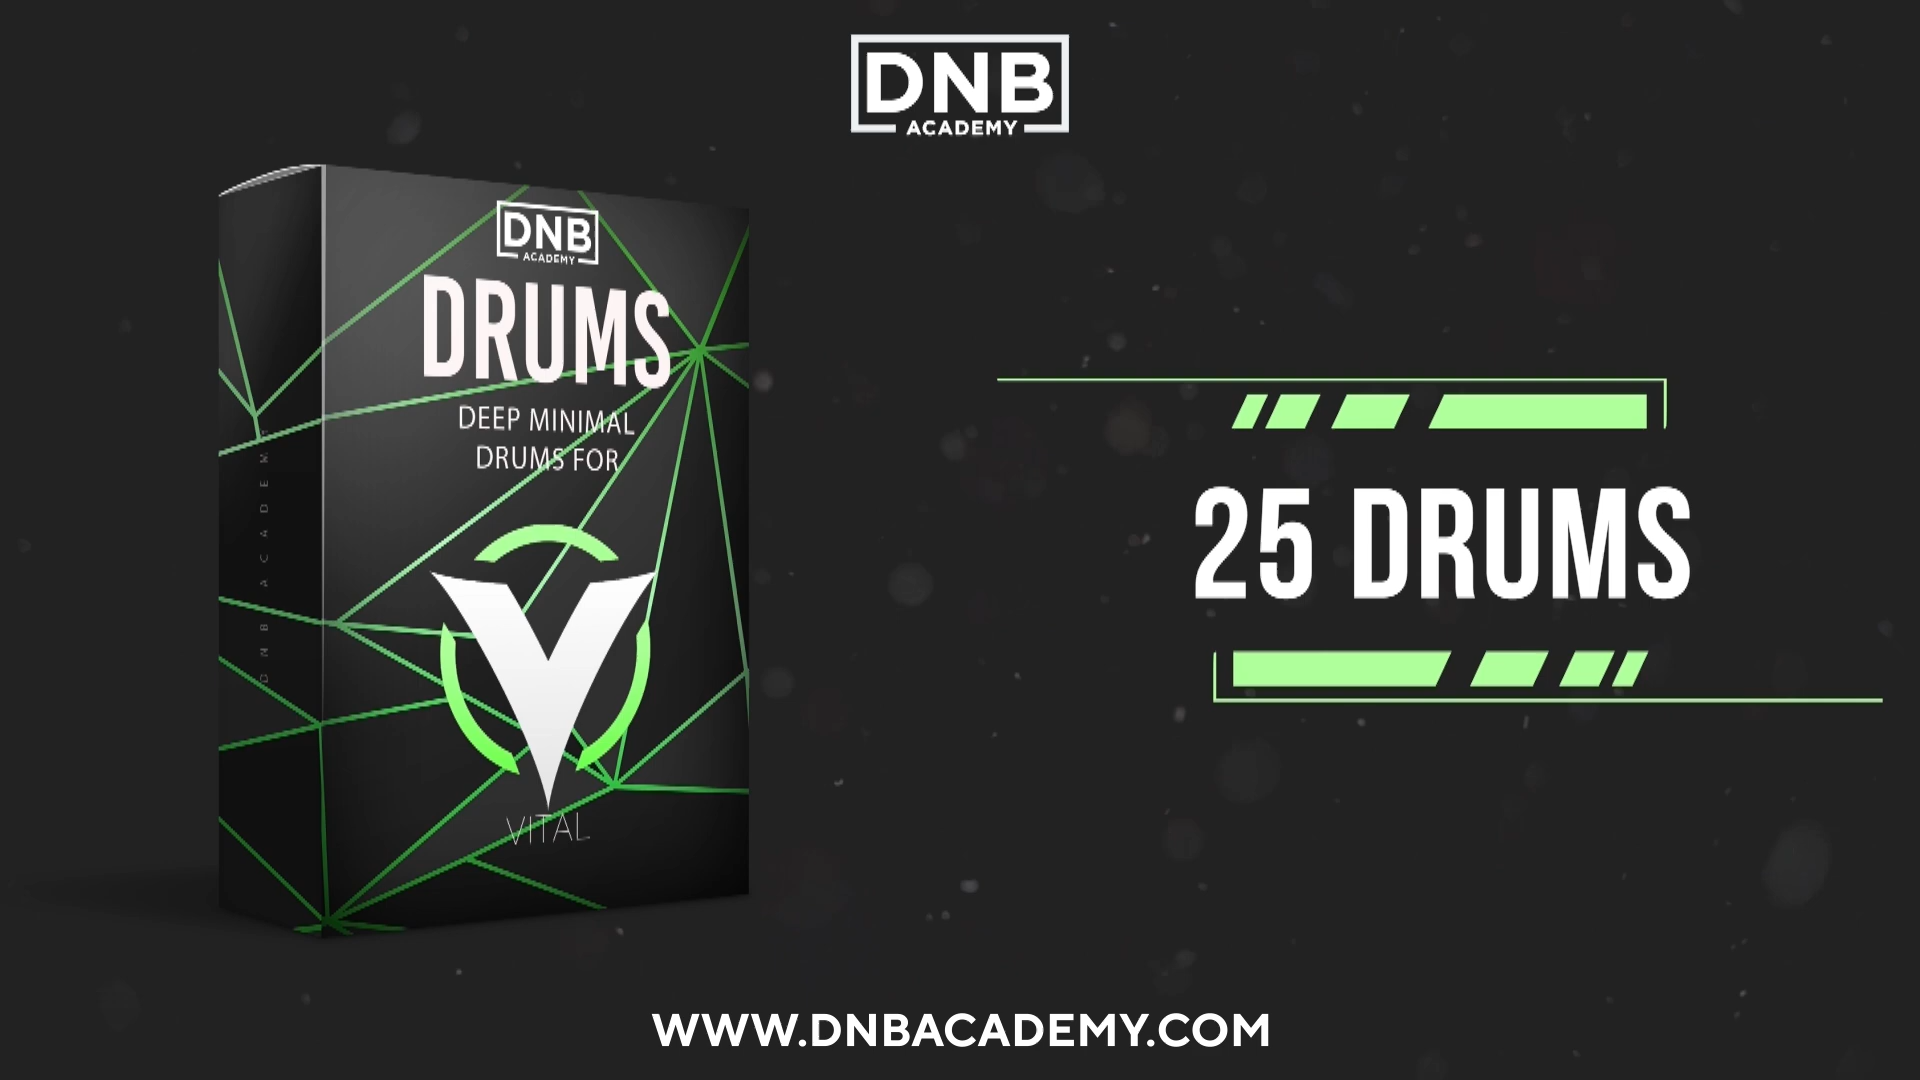 DNB
ACADEMY
DNB
ACADEMY
DRUMS
DEEP MINIMAL
DRUMS FOR
VITAL
DNB ACADEMY
25 DRUMS
WWW.DNBACADEMY.COM